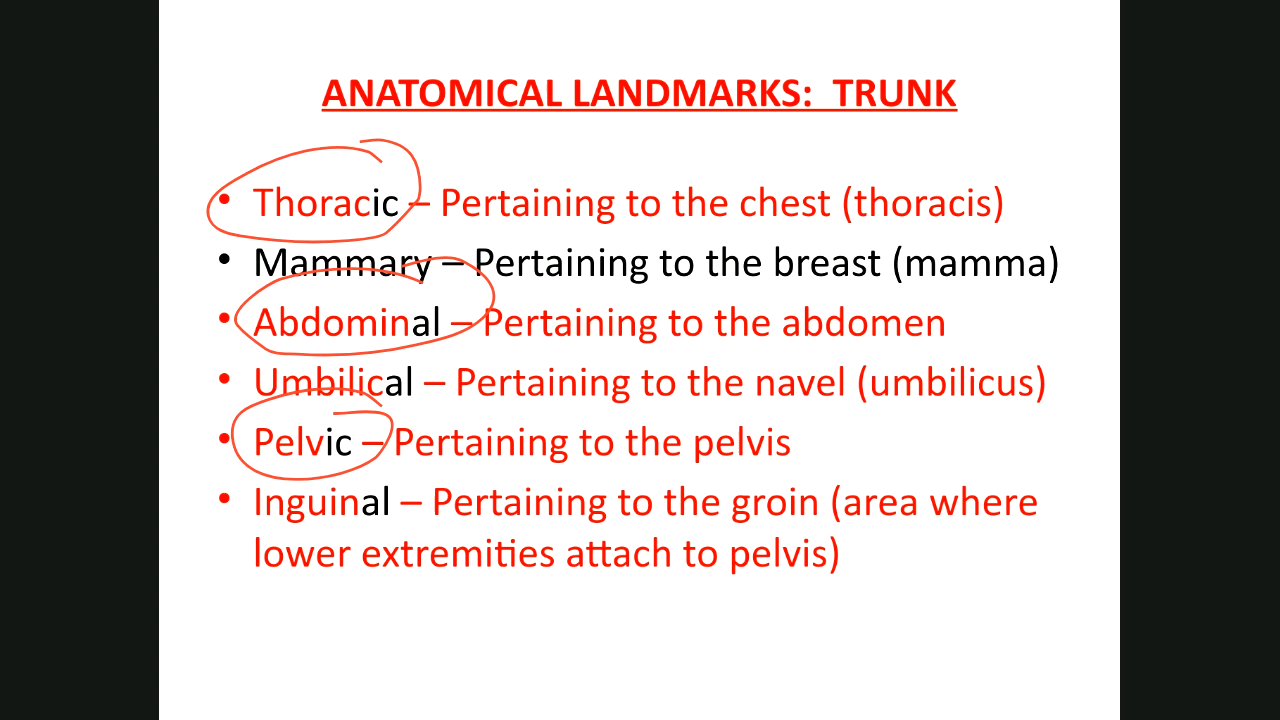 ANATOMICAL LANDMARKS:  TRUNK
• Thoracic – Pertaining to the chest (thoracis)
• Mammary – Pertaining to the breast (mamma)
• Abdominal – Pertaining to the abdomen
• Umbilical – Pertaining to the navel (umbilicus)
• Pelvic – Pertaining to the pelvis
• Inguinal – Pertaining to the groin (area where
lower extremities attach to pelvis)